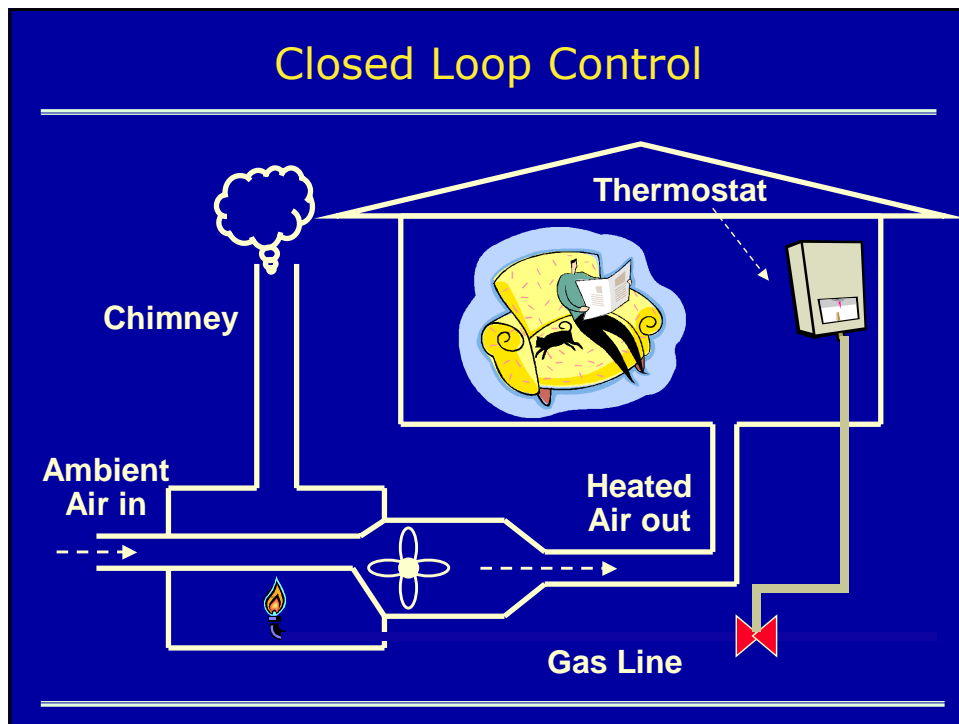 Closed Loop Control
Thermostat
Chimney
Ambient
Air in
Heated
Air out
Gas Line